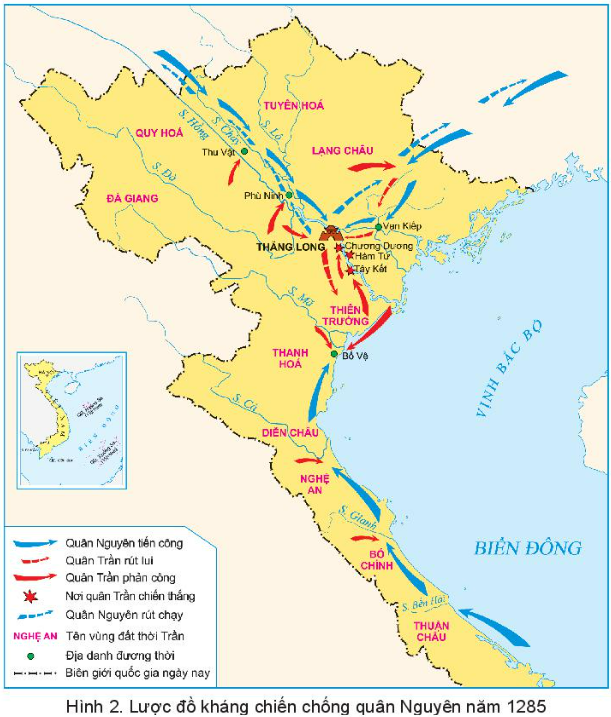 TUYÊN HOÁ
QUY HOÁ
S. Hồng
S. Chảy
S. Lô
LẠNG CHÂU
Thu Vật
S. Đà
ĐÀ GIANG
Phù Ninh
Vạn Kiếp
THĂNG LONG
Chương Dương
Hàm Tử
Tây Kết
S. Mã
THIÊN
TRƯỜNG
THANH
HOÁ
Bố Vệ
VỊNH BẮC BỘ
S. Cả
DIỄN CHÂU
NGHỆ
AN
S. Gianh
BỐ
CHÍNH
BIỂN ĐÔNG
S. Bến Hải
THUẬN
CHÂU
Quân Nguyên tiến công
Quân Trần rút lui
Quân Trần phản công
Nơi quân Trần chiến thắng
Quân Nguyên rút chạy
NGHỆ AN Tên vùng đất thời Trần
Địa danh đương thời
Biên giới quốc gia ngày nay
Hình 2. Lược đồ kháng chiến chống quân Nguyên năm 1285